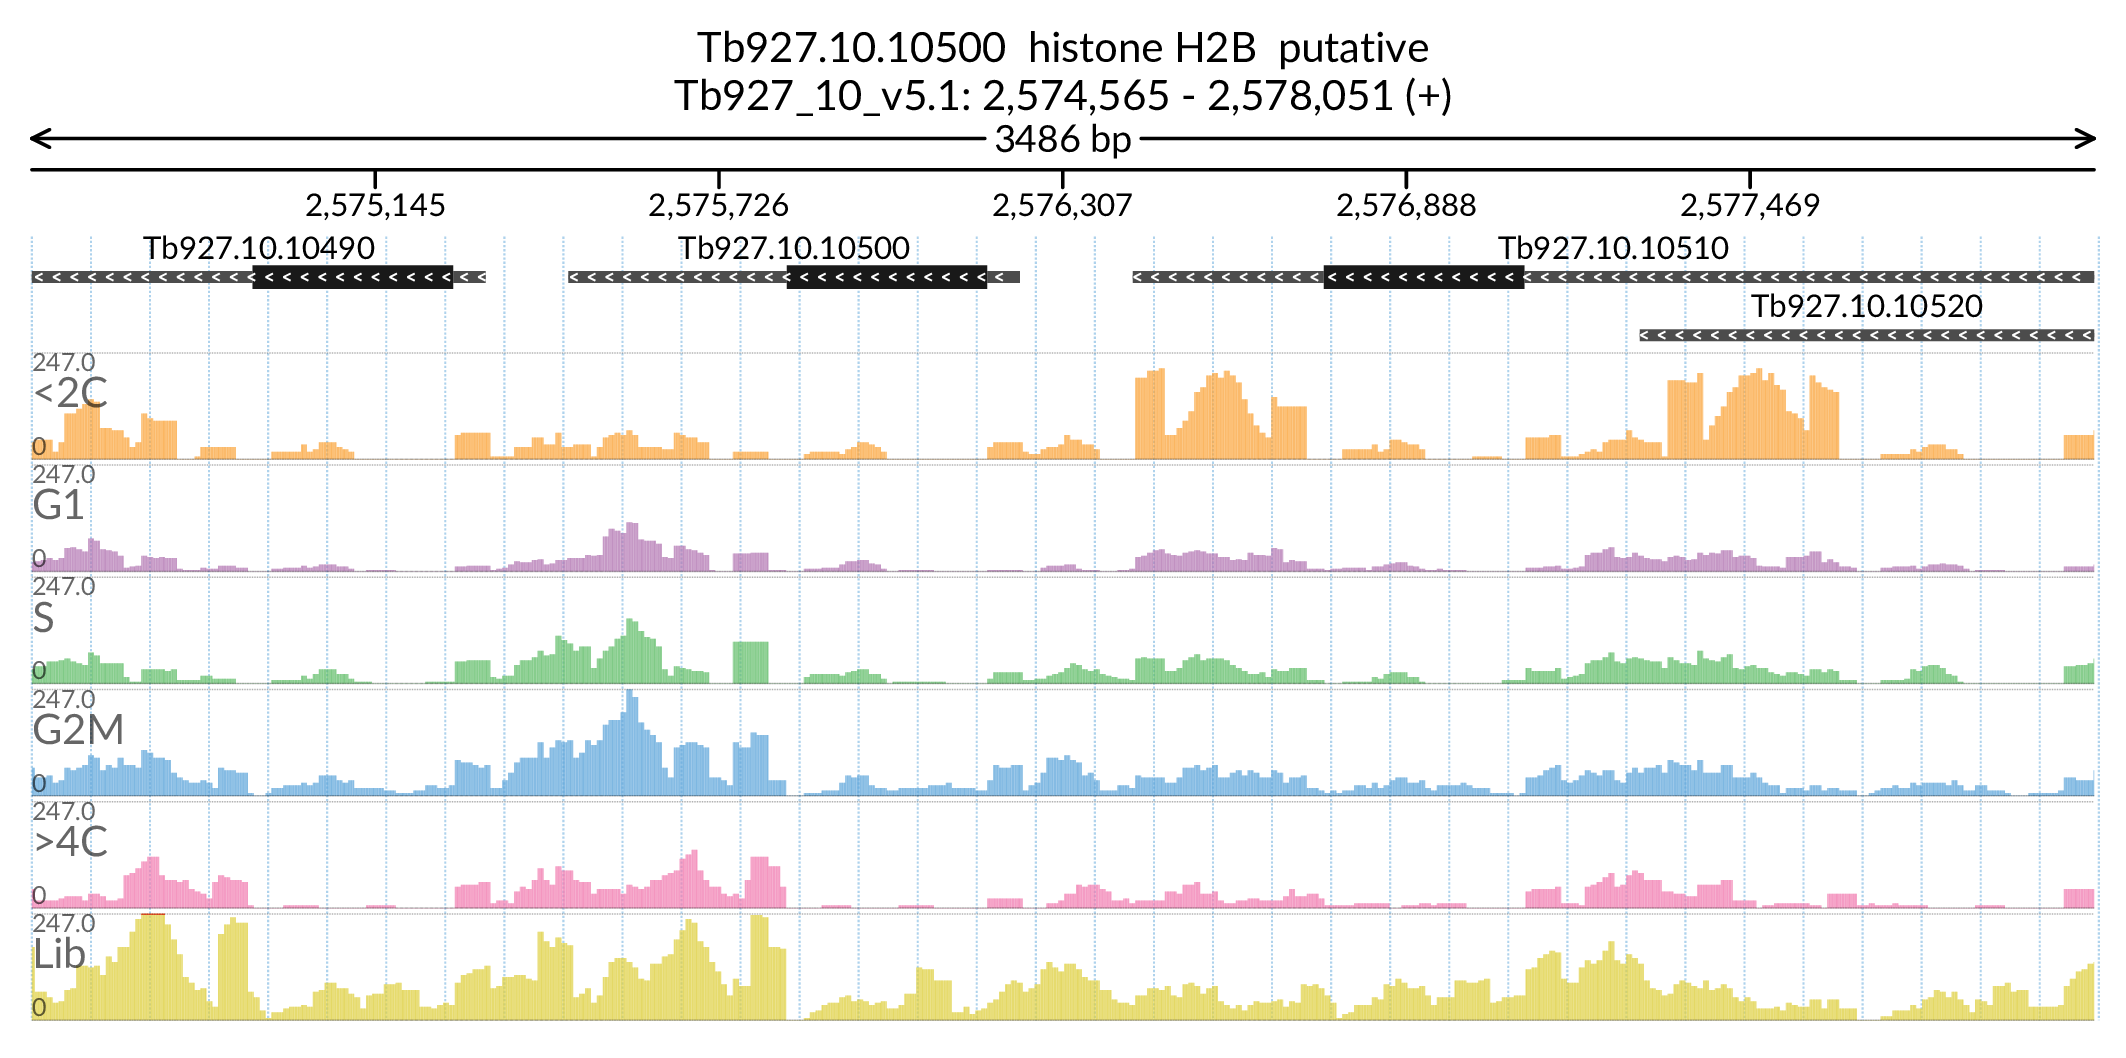 Tb927.10.10500 histone H2B putative
Tb927_10_v5.1: 2,574,565 - 2,578,051 (+)
3486 bp
2,575,145 2,575,726 2,576,307 2,576,888 2,577,469
Tb927.10.10490 Tb927.10.10500 Tb927.10.10510
Tb927.10.10520
247.0
<2C
0
247.0
G1
0
247.0
S
0
247.0
G2M
0
247.0
>4C
0
247.0
Lib
0